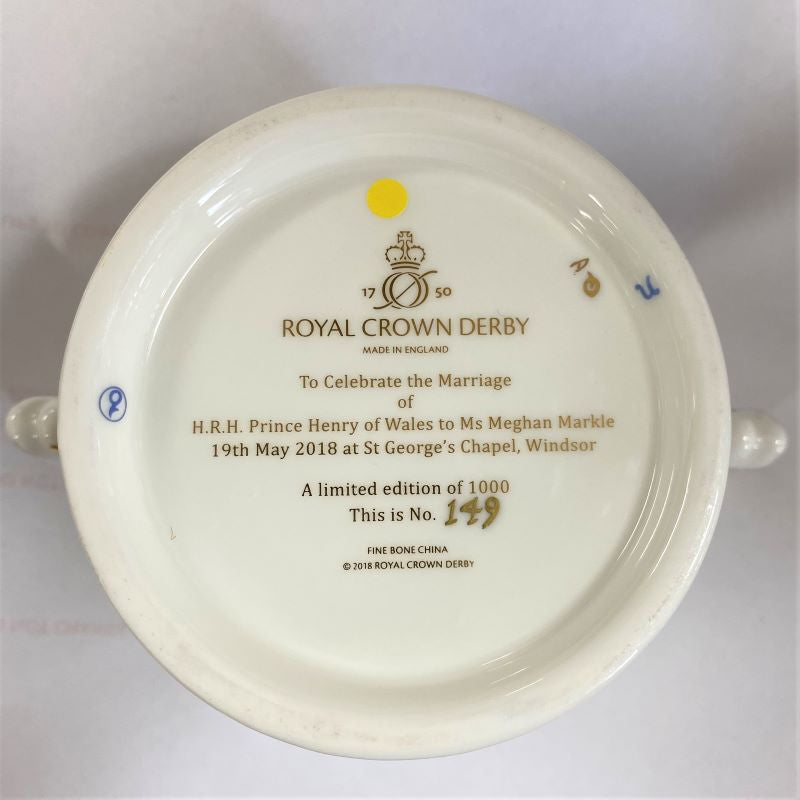 17 50
ROYAL CROWN DERBY
MADE IN ENGLAND
To Celebrate the Marriage
of
H.R.H. Prince Henry of Wales to Ms Meghan Markle
19th May 2018 at St George's Chapel, Windsor
A limited edition of 1000
This is No. 149
FINE BONE CHINA
© 2018 ROYAL CROWN DERBY
A
u